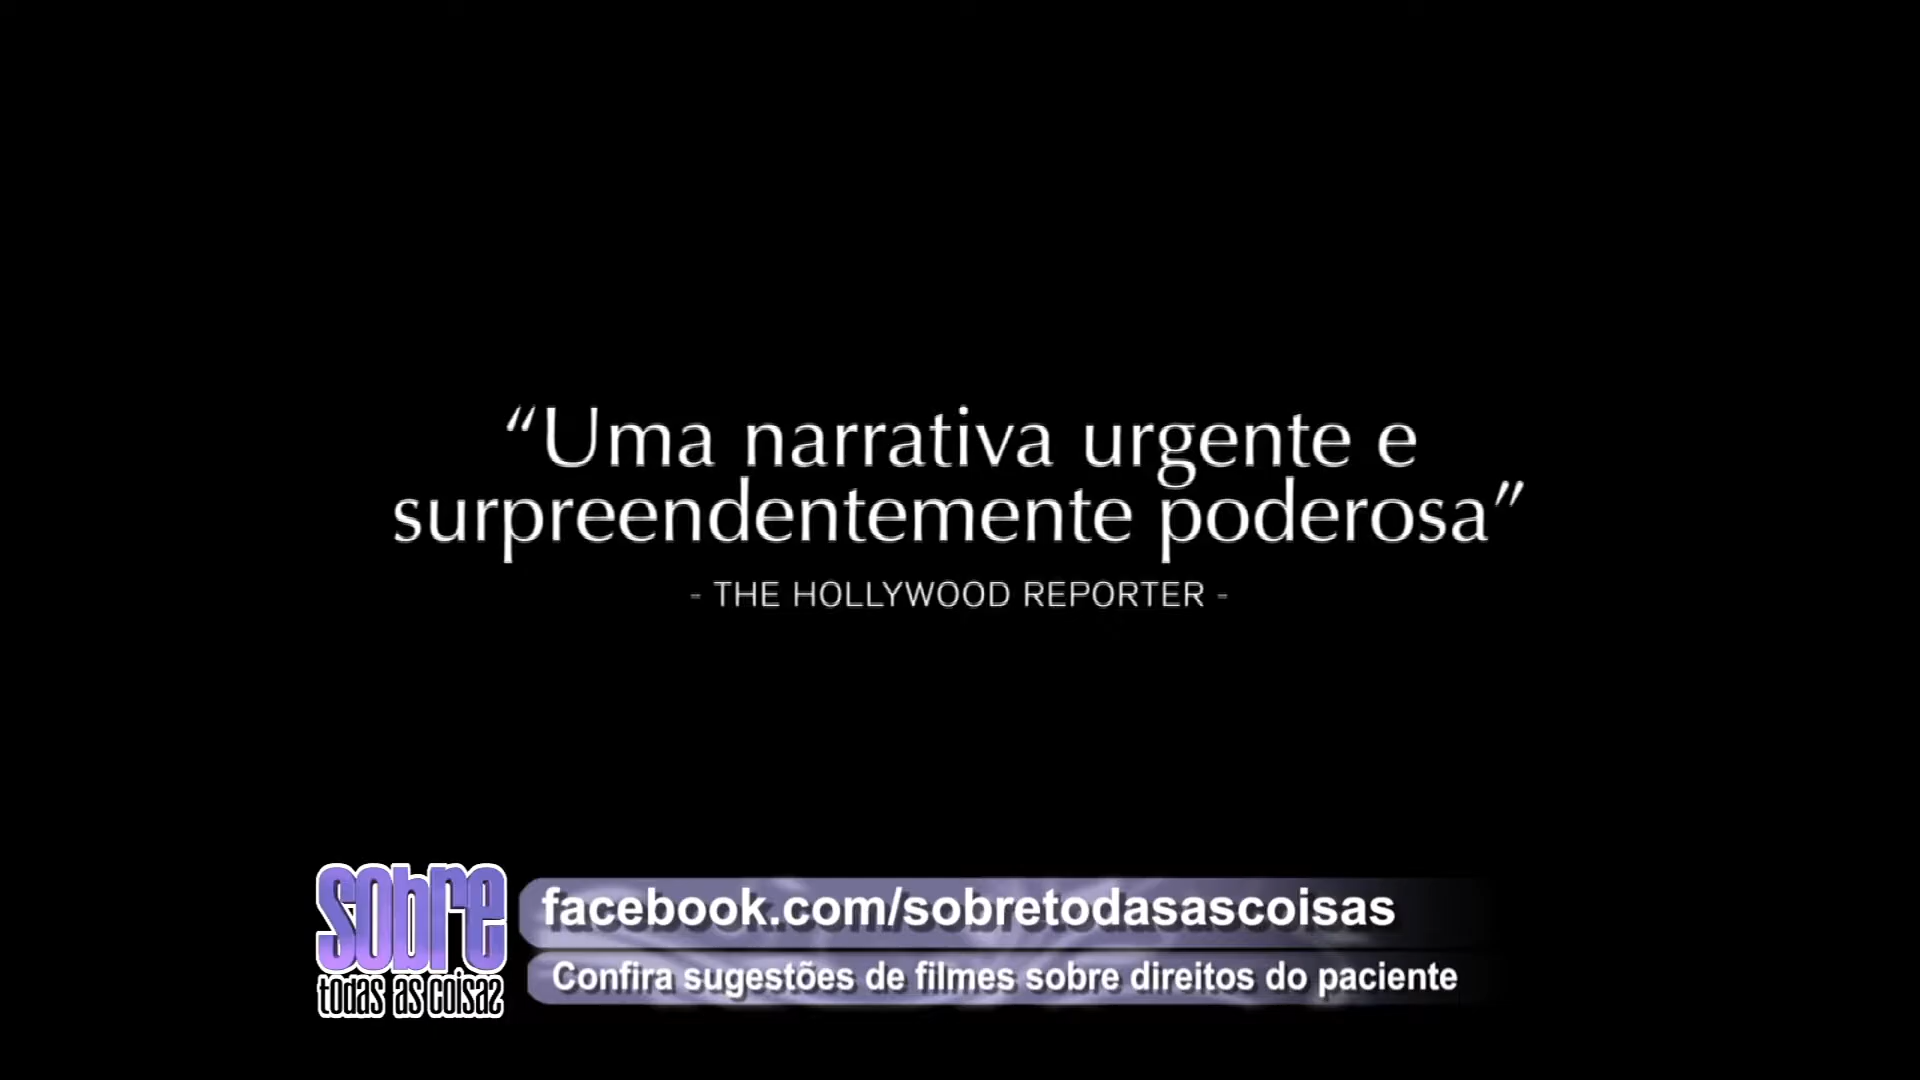 “Uma narrativa urgente e
surpreendentemente poderosa”
- THE HOLLYWOOD REPORTER -
sobre
todas as coisas
facebook.com/sobretodasascoisas
Confira sugestões de filmes sobre direitos do paciente